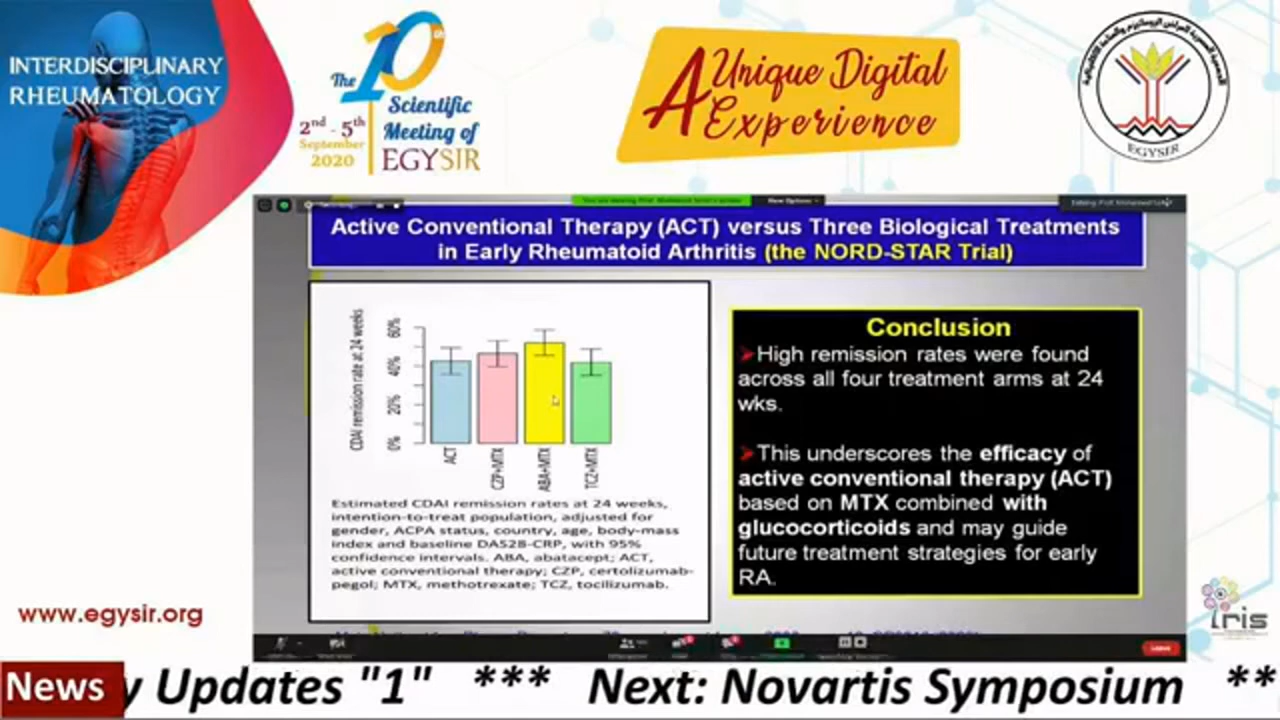 INTERDISCIPLINARY
RHEUMATOLOGY
The 10th
Scientific
Meeting of
EGYSIR
2nd - 5th
September
2020
A Unique Digital
Experience
EGYSIR
Active Conventional Therapy (ACT) versus Three Biological Treatments
in Early Rheumatoid Arthritis (the NORD-STAR Trial)
CDAI remission rate at 24 weeks
60%
40%
20%
0%
ACT
CZP+MTX
ABA+MTX
TCZ+MTX
Estimated CDAI remission rates at 24 weeks,
intention-to-treat population, adjusted for
gender, ACPA status, country, age, body-mass
index and baseline DAS28-CRP, with 95%
confidence intervals. ABA, abatacept; ACT,
active conventional therapy; CZP, certolizumab-
pegol; MTX, methotrexate; TCZ, tocilizumab.
Conclusion
High remission rates were found
across all four treatment arms at 24
wks.
This underscores the efficacy of
active conventional therapy (ACT)
based on MTX combined with
glucocorticoids and may guide
future treatment strategies for early
RA.
www.egysir.org
iris
News
y Updates "1" *** Next: Novartis Symposium **